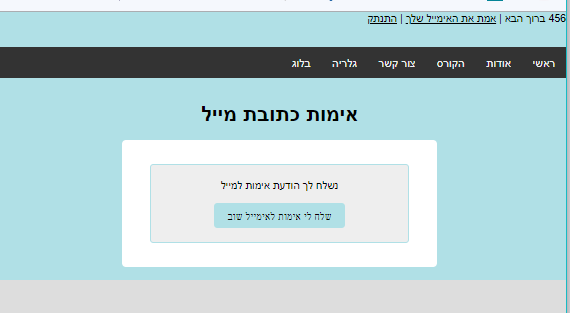 456 ברוך הבא | אמת את האימייל שלך | התנתק
ראשי אודות הקורס צור קשר גלריה בלוג
אימות כתובת מייל
נשלח לך הודעת אימות למייל
שלח לי אימות לאימייל שוב